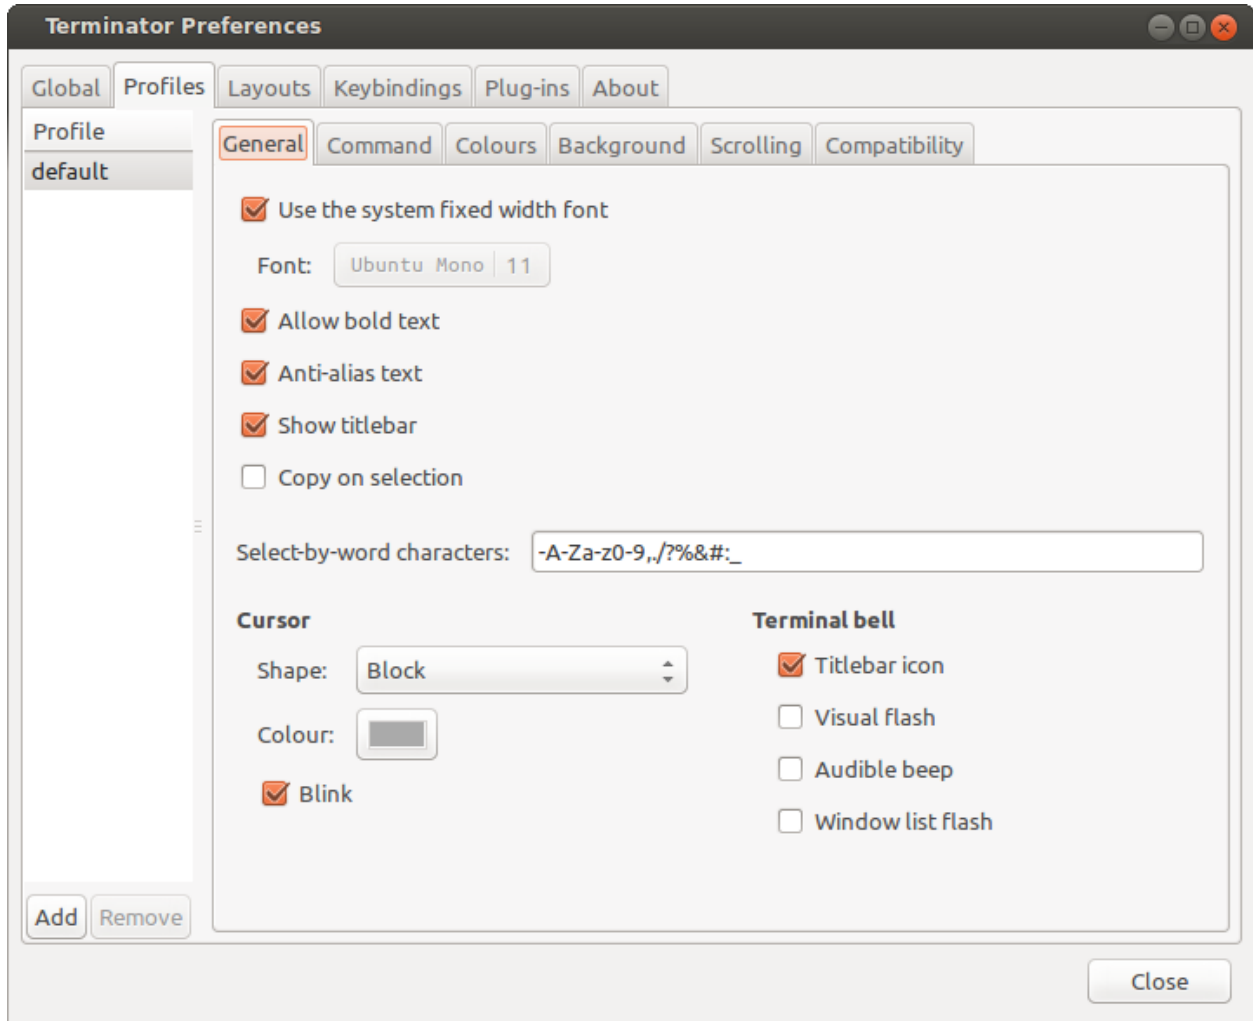 Terminator Preferences
Global Profiles Layouts Keybindings Plug-ins About
Profile
default
General Command Colours Background Scrolling Compatibility
Use the system fixed width font
Font: Ubuntu Mono 11
Allow bold text
Anti-alias text
Show titlebar
Copy on selection
Select-by-word characters: -A-Za-z0-9,./?%&#:_
Cursor
Shape: Block
Colour:
Blink
Terminal bell
Titlebar icon
Visual flash
Audible beep
Window list flash
Add Remove
Close